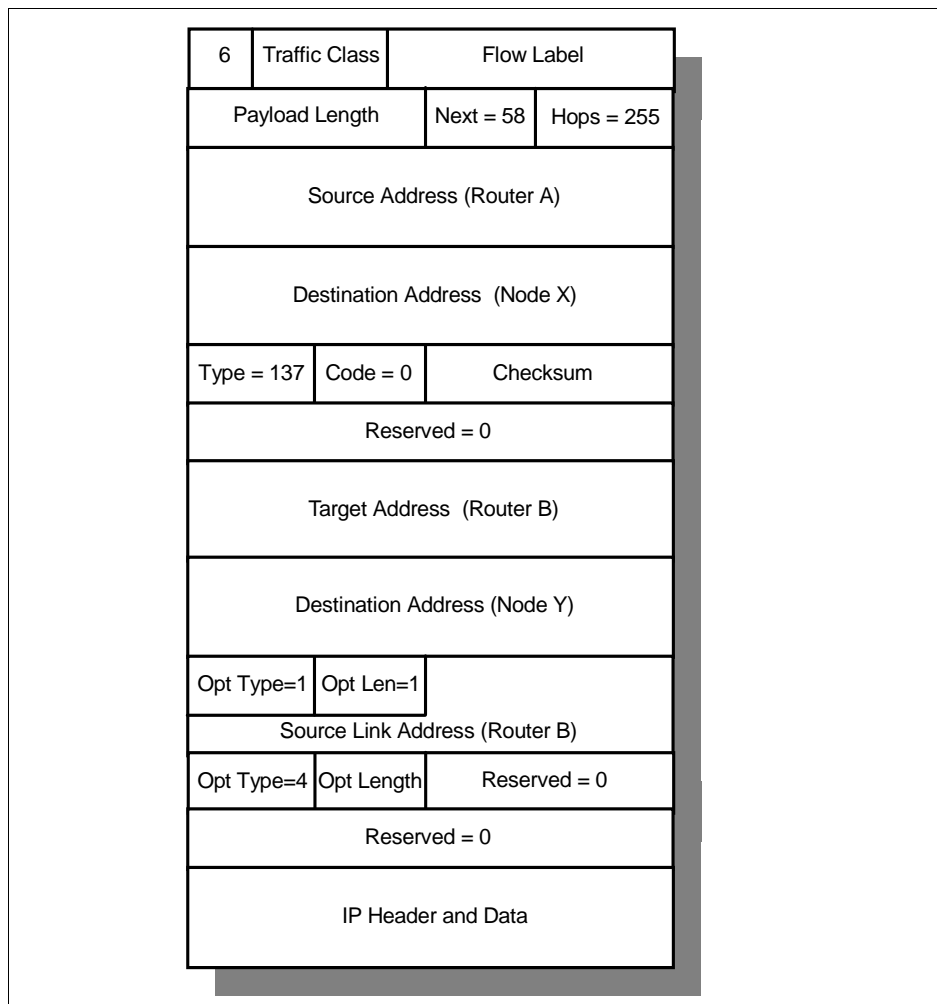 6 Traffic Class Flow Label
Payload Length Next = 58 Hops = 255
Source Address (Router A)
Destination Address (Node X)
Type = 137 Code = 0 Checksum
Reserved = 0
Target Address (Router B)
Destination Address (Node Y)
Opt Type=1 Opt Len=1
Source Link Address (Router B)
Opt Type=4 Opt Length Reserved = 0
Reserved = 0
IP Header and Data